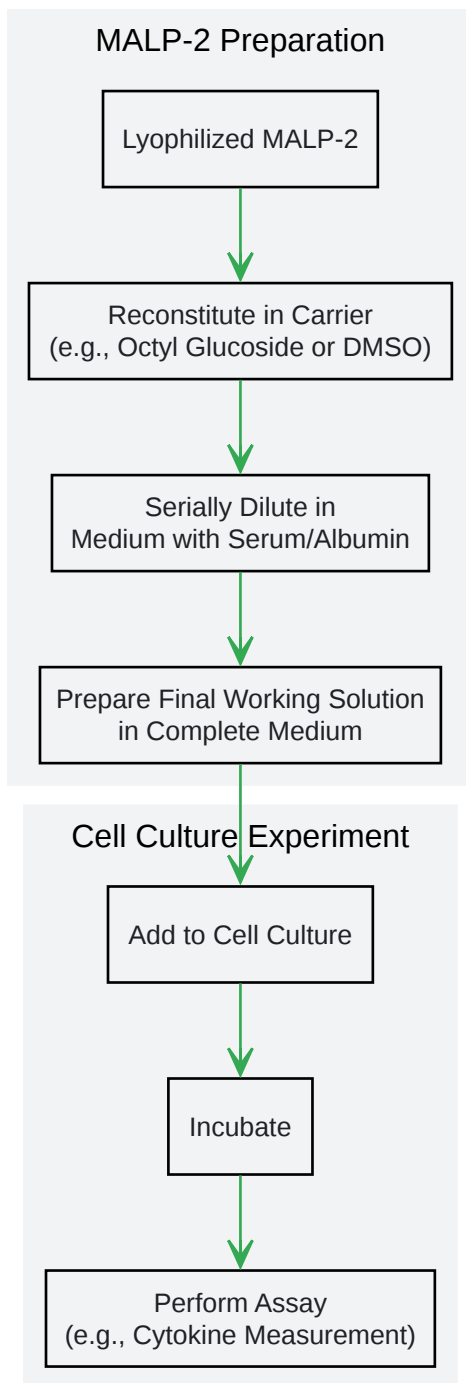 MALP-2 Preparation
Lyophilized MALP-2
Reconstitute in Carrier
(e.g., Octyl Glucoside or DMSO)
Serially Dilute in
Medium with Serum/Albumin
Prepare Final Working Solution
in Complete Medium
Cell Culture Experiment
Add to Cell Culture
Incubate
Perform Assay
(e.g., Cytokine Measurement)